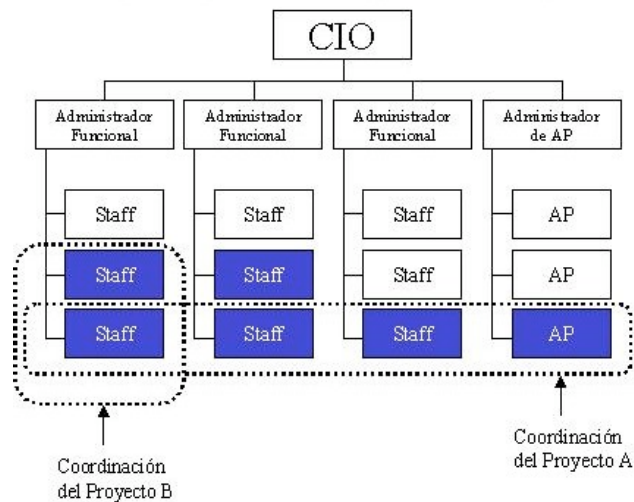 CIO
Administrador
Funcional
Administrador
Funcional
Administrador
Funcional
Administrador
de AP
Staff
Staff
Staff
AP
Staff
Staff
Staff
AP
Staff
Staff
Staff
AP
Coordinación
del Proyecto B
Coordinación
del Proyecto A